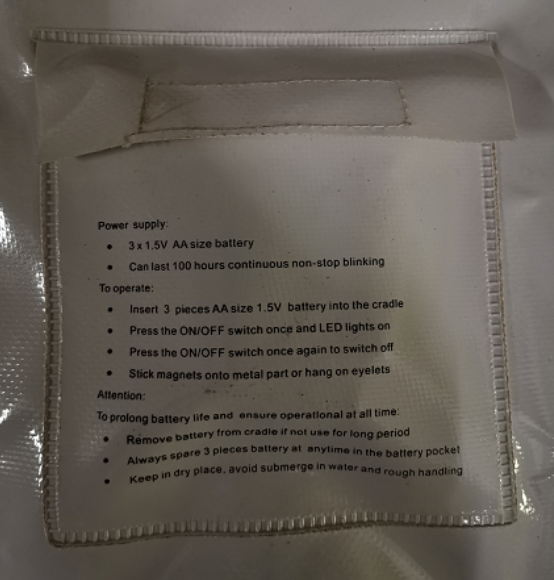 Power supply:
• 3 x 1.5V AA size battery
• Can last 100 hours continuous non-stop blinking
To operate:
• Insert 3 pieces AA size 1.5V battery into the cradle
• Press the ON/OFF switch once and LED lights on
• Press the ON/OFF switch once again to switch off
• Stick magnets onto metal part or hang on eyelets
Attention:
To prolong battery life and ensure operational at all time:
• Remove battery from cradle if not use for long period
• Always spare 3 pieces battery at anytime in the battery pocket
• Keep in dry place, avoid submerge in water and rough handling